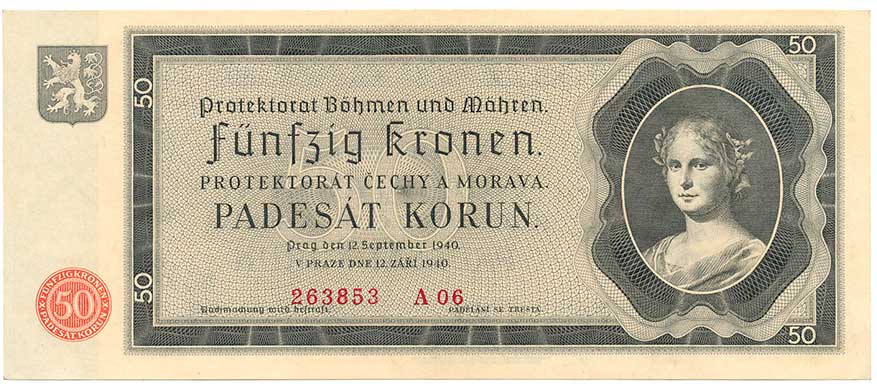 50
50
Protektorat Böhmen und Mähren.
Fünfzig Kronen.
PROTEKTORÁT ČECHY A MORAVA.
PADESÁT KORUN.
Prag den 12. September 1940.
V PRAZE DNE 12. ZÁŘÍ 1940.
263853 A 06
Nachmachung wird bestraft.
PADĚLÁNÍ SE TRESTÁ.
FÜNFZIG KRONEN
50
PADESÁT KORUN
50
50